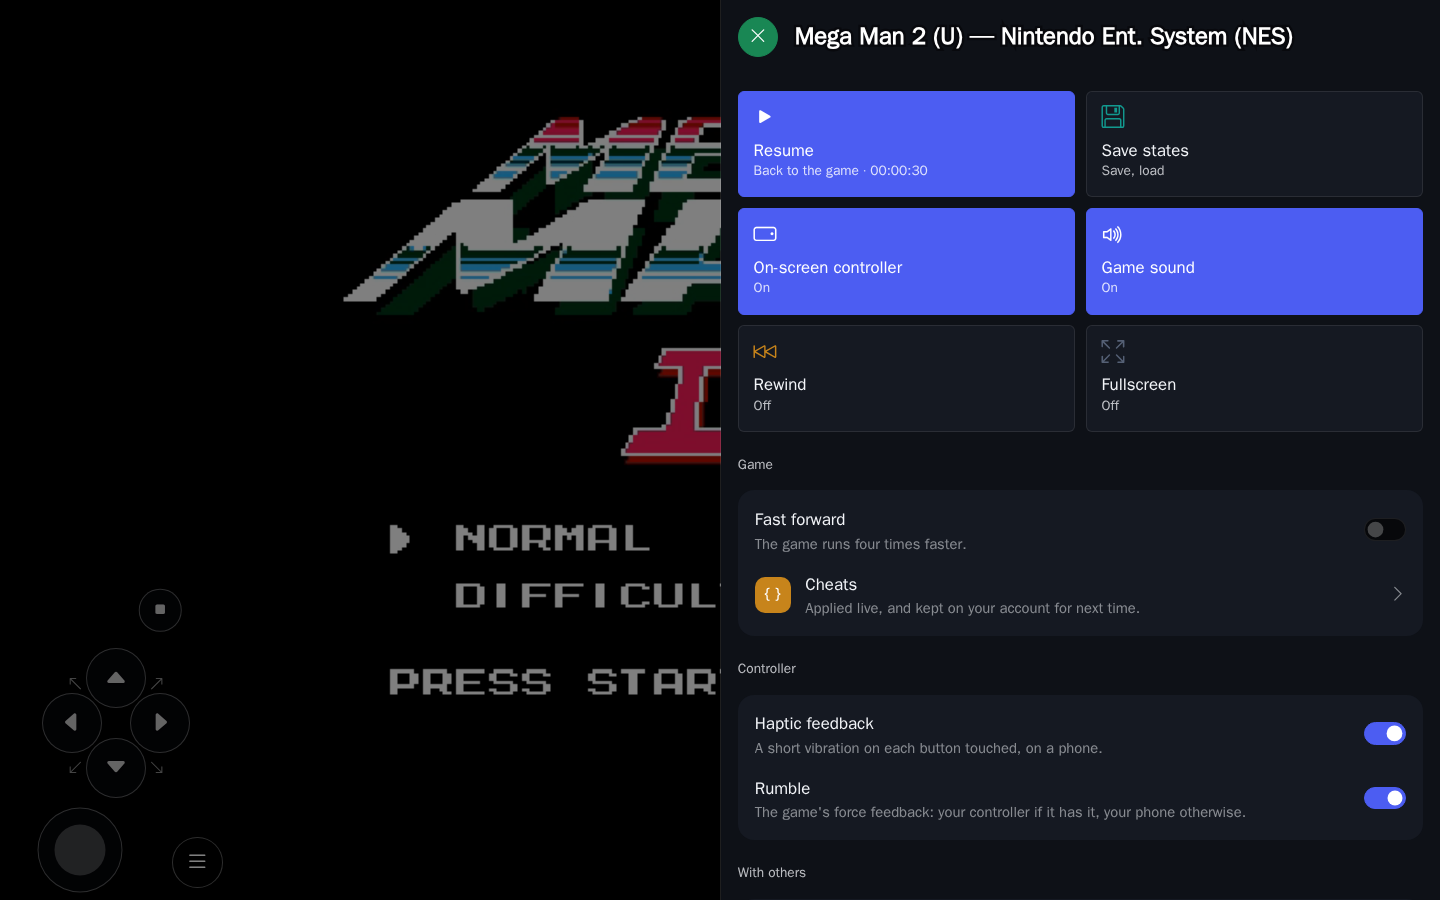 Mega Man 2 (U) — Nintendo Ent. System (NES)
Resume
Back to the game · 00:00:30
Save states
Save, load
On-screen controller
On
Game sound
On
Rewind
Off
Fullscreen
Off
Game
Fast forward
The game runs four times faster.
{ }
Cheats
Applied live, and kept on your account for next time.
Controller
Haptic feedback
A short vibration on each button touched, on a phone.
Rumble
The game's force feedback: your controller if it has it, your phone otherwise.
With others
NORMAL
DIFFICUL
PRESS STAR